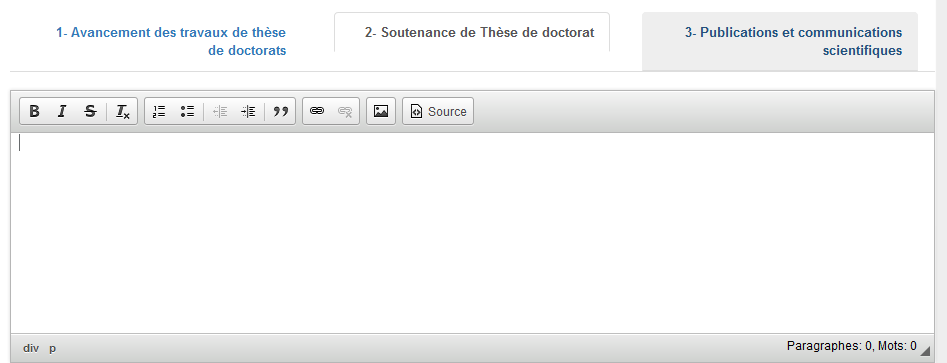 1- Avancement des travaux de thèse
de doctorats
2- Soutenance de Thèse de doctorat
3- Publications et communications
scientifiques
B I S Ix Source
div p Paragraphes: 0, Mots: 0